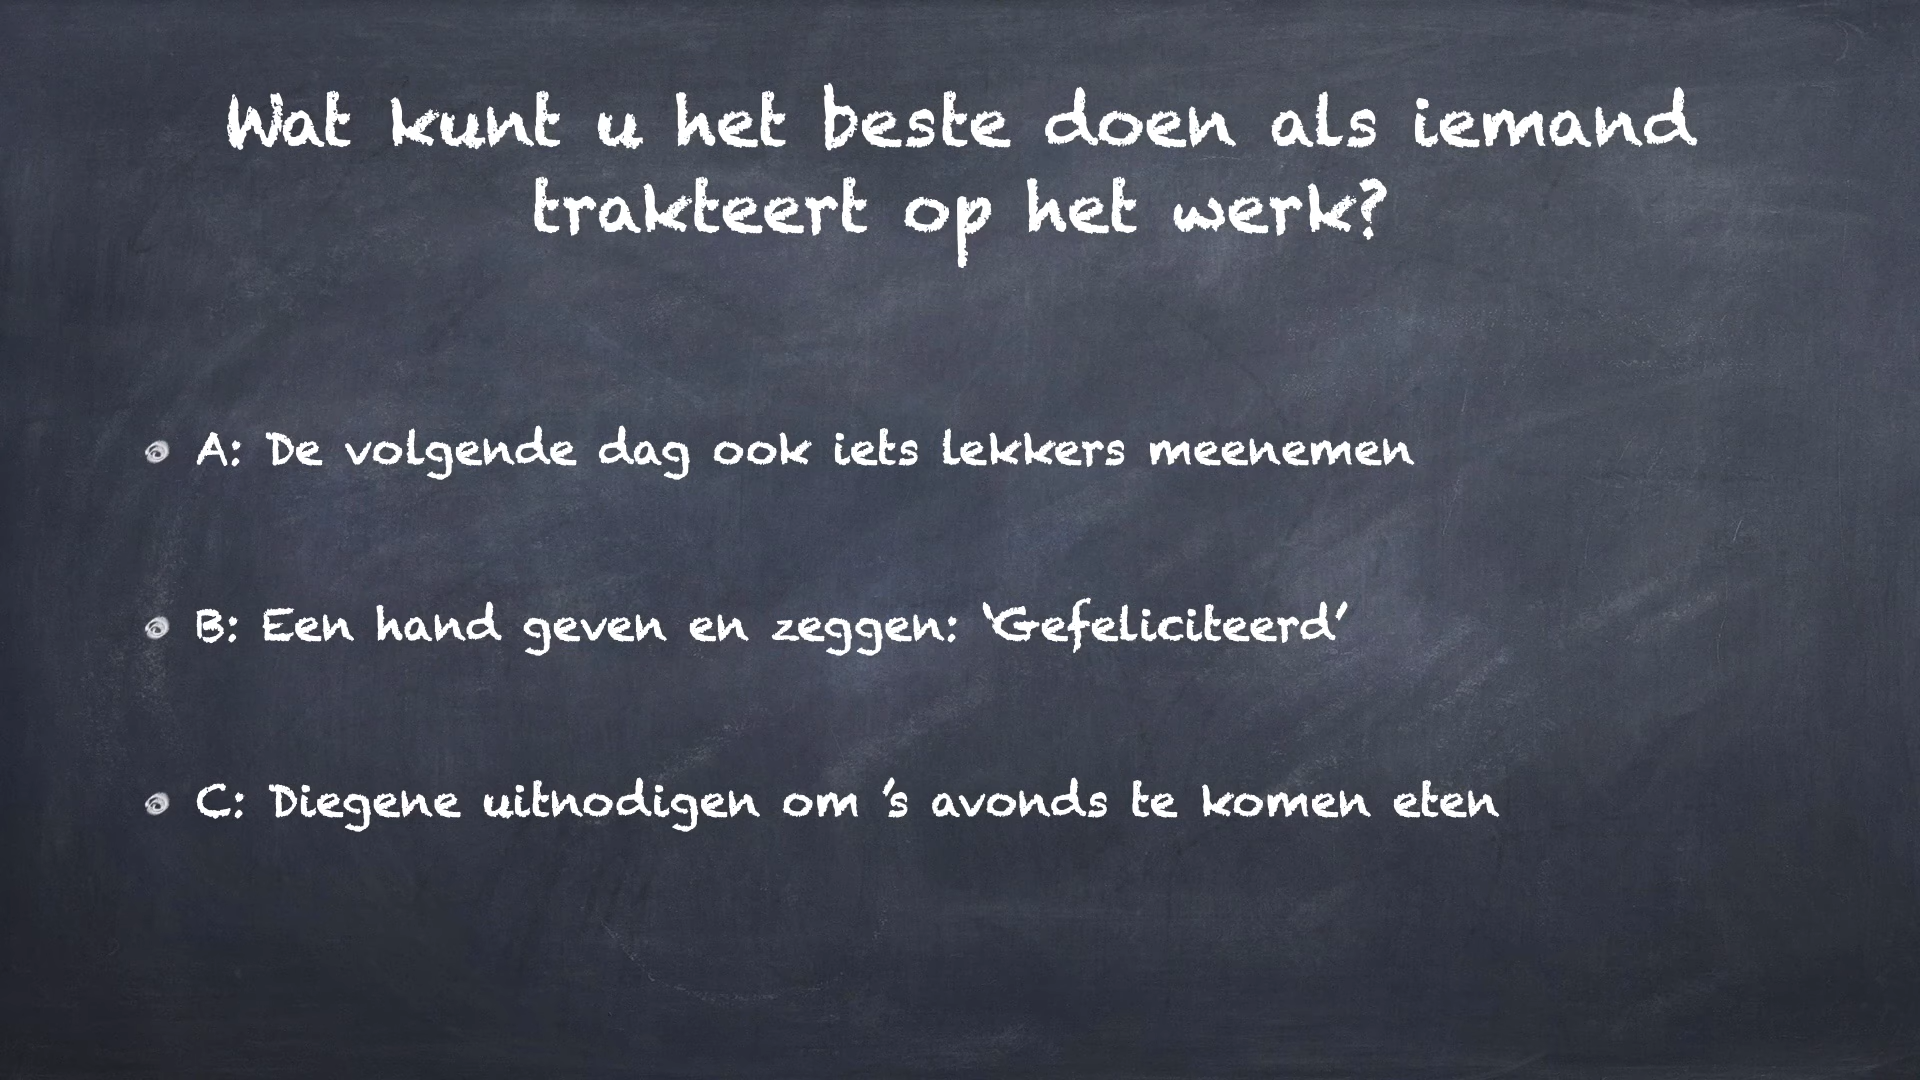 Wat kunt u het beste doen als iemand
trakteert op het werk?
A: De volgende dag ook iets lekkers meenemen
B: Een hand geven en zeggen: ‘Gefeliciteerd’
C: Diegene uitnodigen om ’s avonds te komen eten